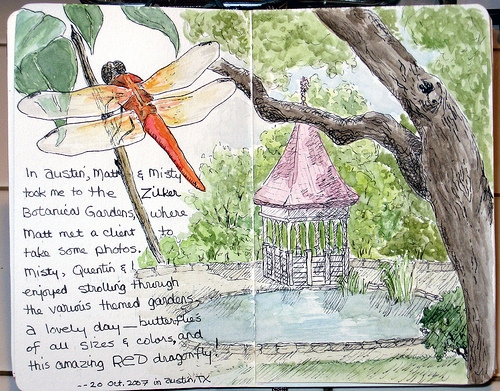 In Austin, Matt & Misty
took me to the Zilker
Botanical Gardens, where
Matt met a client to
take some photos.
Misty, Quentin & I
enjoyed strolling through
the various themed gardens
a lovely day — butterflies
of all sizes & colors, and
this amazing RED dragonfly!
-- 20 Oct. 2007 in Austin, TX